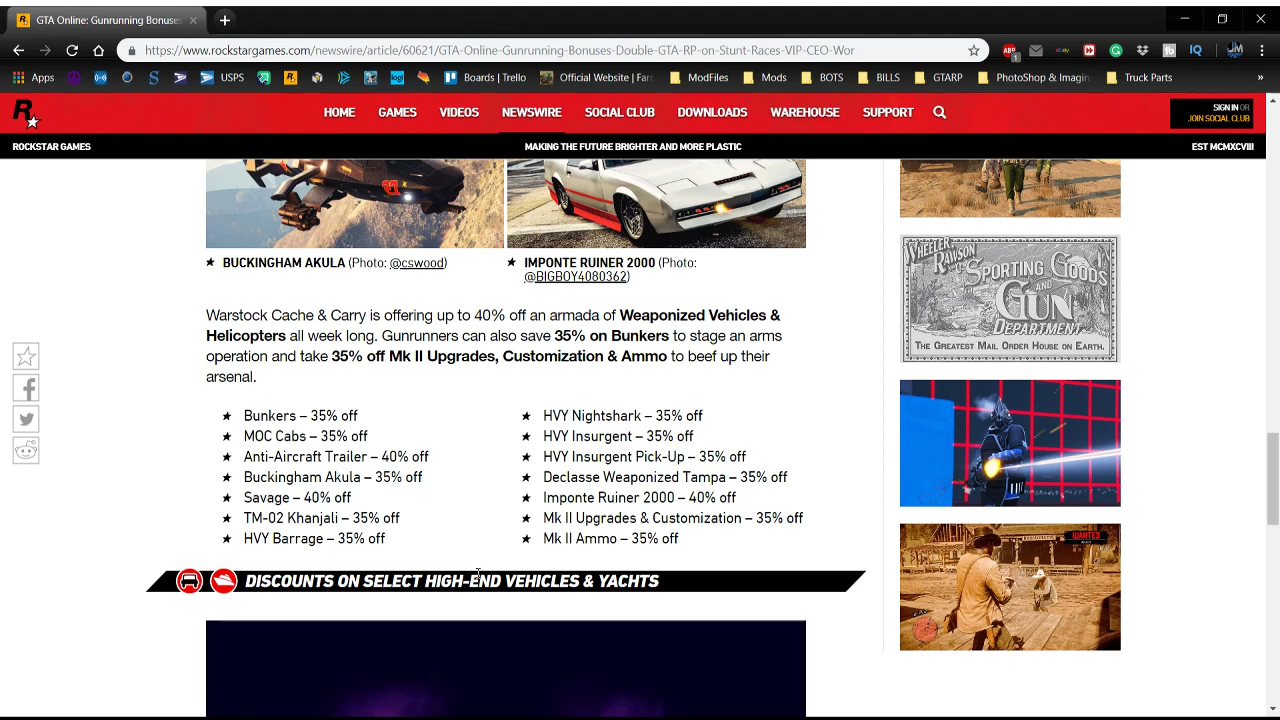 GTA Online: Gunrunning Bonuses
https://www.rockstargames.com/newswire/article/60621/GTA-Online-Gunrunning-Bonuses-Double-GTA-RP-on-Stunt-Races-VIP-CEO-Wor
Apps USPS Boards | Trello Official Website | Farm ModFiles Mods BOTS BILLS GTARP PhotoShop & Imagin Truck Parts »
HOME GAMES VIDEOS NEWSWIRE SOCIAL CLUB DOWNLOADS WAREHOUSE SUPPORT
SIGN IN OR
JOIN SOCIAL CLUB
ROCKSTAR GAMES MAKING THE FUTURE BRIGHTER AND MORE PLASTIC EST MCMXCVIII
BUCKINGHAM AKULA (Photo: @cswood)
IMPONTE RUINER 2000 (Photo:
@BIGBOY4080362)
Warstock Cache & Carry is offering up to 40% off an armada of Weaponized Vehicles &
Helicopters all week long. Gunrunners can also save 35% on Bunkers to stage an arms
operation and take 35% off Mk II Upgrades, Customization & Ammo to beef up their
arsenal.
Bunkers – 35% off
MOC Cabs – 35% off
Anti-Aircraft Trailer – 40% off
Buckingham Akula – 35% off
Savage – 40% off
TM-02 Khanjali – 35% off
HVY Barrage – 35% off
HVY Nightshark – 35% off
HVY Insurgent – 35% off
HVY Insurgent Pick-Up – 35% off
Declasse Weaponized Tampa – 35% off
Imponte Ruiner 2000 – 40% off
Mk II Upgrades & Customization – 35% off
Mk II Ammo – 35% off
DISCOUNTS ON SELECT HIGH-END VEHICLES & YACHTS
WHEELER
RAWSON
SPORTING GOODS
AND
GUN
DEPARTMENT.
THE GREATEST MAIL ORDER HOUSE ON EARTH.
WANTED